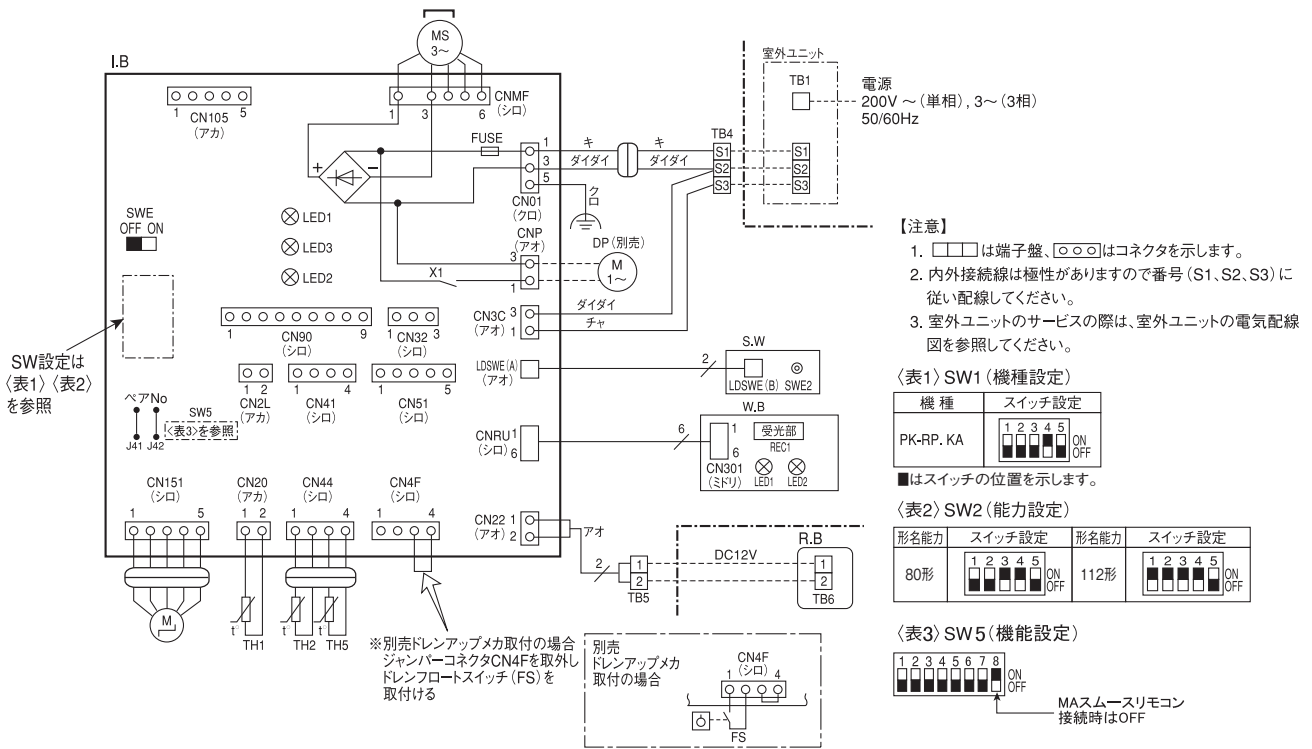 I.B
MS
3～
1 3 6
CNMF
(シロ)
1 5
CN105
(アカ)
FUSE
+ −
SWE
OFF ON
LED1
LED3
LED2
1
3
5
CN01
(クロ)
キ
ダイダイ
キ
ダイダイ
クロ
TB4
S1
S2
S3
室外ユニット
TB1
S1
S2
S3
電源
200V ～(単相), 3～(3相)
50/60Hz
CNP
(アオ)
3
1
X1
DP(別売)
M
1～
CN3C
(アオ)
3
1
ダイダイ
チャ
1 9
CN90
(シロ)
1 3
CN32
(シロ)
SW設定は
〈表1〉〈表2〉
を参照
1 2
CN2L
(アカ)
1 4
CN41
(シロ)
1 5
CN51
(シロ)
LDSWE(A)
(アオ)
2
S.W
LDSWE(B) SWE2
ペアNo
J41 J42
SW5
〈表3〉を参照
CNRU
(シロ)
1
6
6
W.B
1
6
CN301
(ミドリ)
受光部
REC1
LED1 LED2
CN151
(シロ)
1 5
CN20
(アカ)
1 2
CN44
(シロ)
1 4
CN4F
(シロ)
1 4
CN22
(アオ)
1
2
アオ
2
1
2
TB5
DC12V
R.B
1
2
TB6
M
t°
TH1
t°
TH2
t°
TH5
※別売ドレンアップメカ取付の場合
ジャンパーコネクタCN4Fを取外し
ドレンフロートスイッチ(FS)を
取付ける
別売
ドレンアップメカ
取付の場合
CN4F
(シロ)
1 4
FS
【注意】
1. は端子盤、はコネクタを示します。
2. 内外接続線は極性がありますので番号(S1、S2、S3)に
従い配線してください。
3. 室外ユニットのサービスの際は、室外ユニットの電気配線
図を参照してください。
〈表1〉SW1(機種設定)
機 種 スイッチ設定
PK-RP. KA 1 2 3 4 5 ON OFF
■はスイッチの位置を示します。
〈表2〉SW2(能力設定)
形名能力 スイッチ設定 形名能力 スイッチ設定
80形 1 2 3 4 5 ON OFF 112形 1 2 3 4 5 ON OFF
〈表3〉SW5(機能設定)
1 2 3 4 5 6 7 8 ON OFF
MAスムースリモコン
接続時はOFF